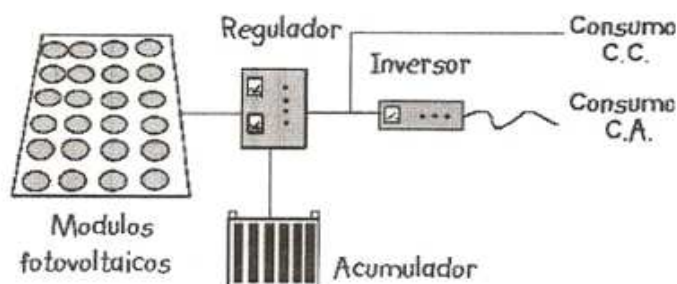 Regulador
Consumo
C.C.
Inversor
Consumo
C.A.
Modulos
fotovoltaicos
Acumulador